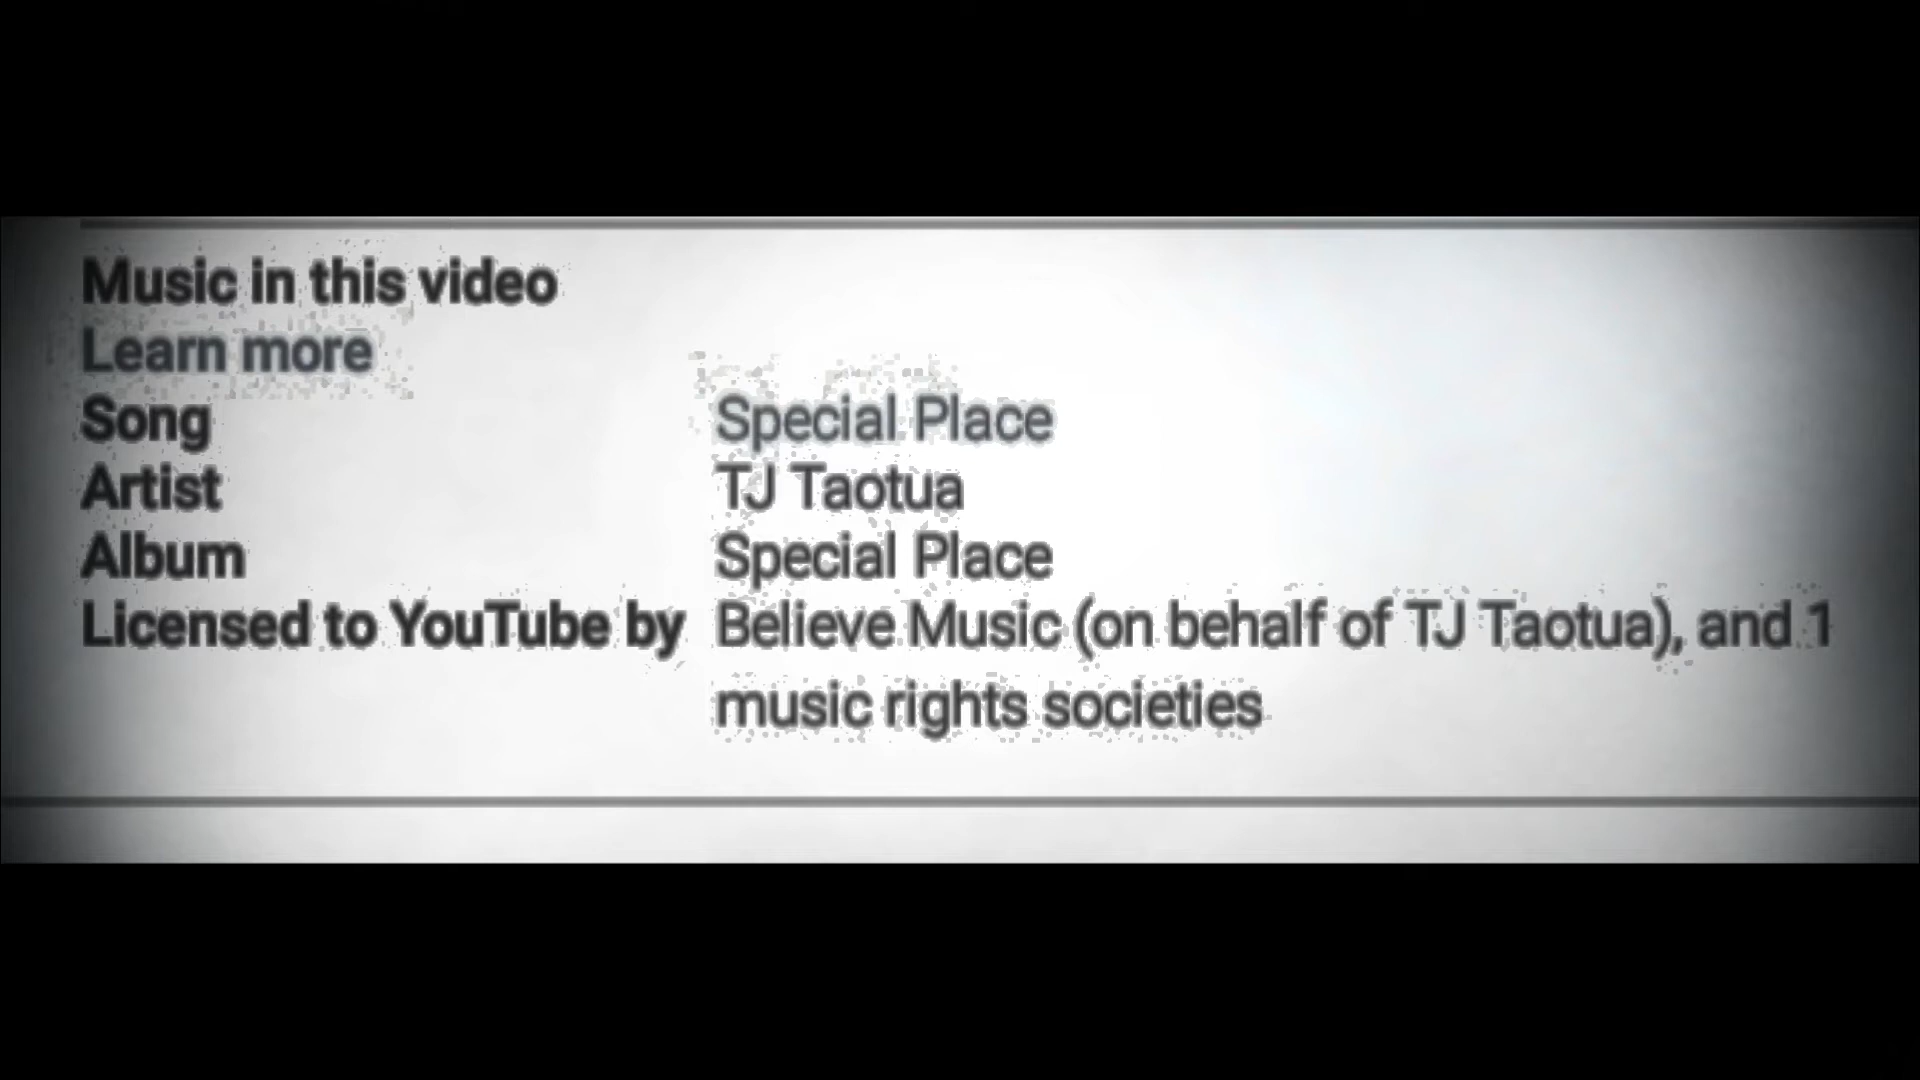 Music in this video
Learn more
Song Special Place
Artist TJ Taotua
Album Special Place
Licensed to YouTube by Believe Music (on behalf of TJ Taotua), and 1
music rights societies